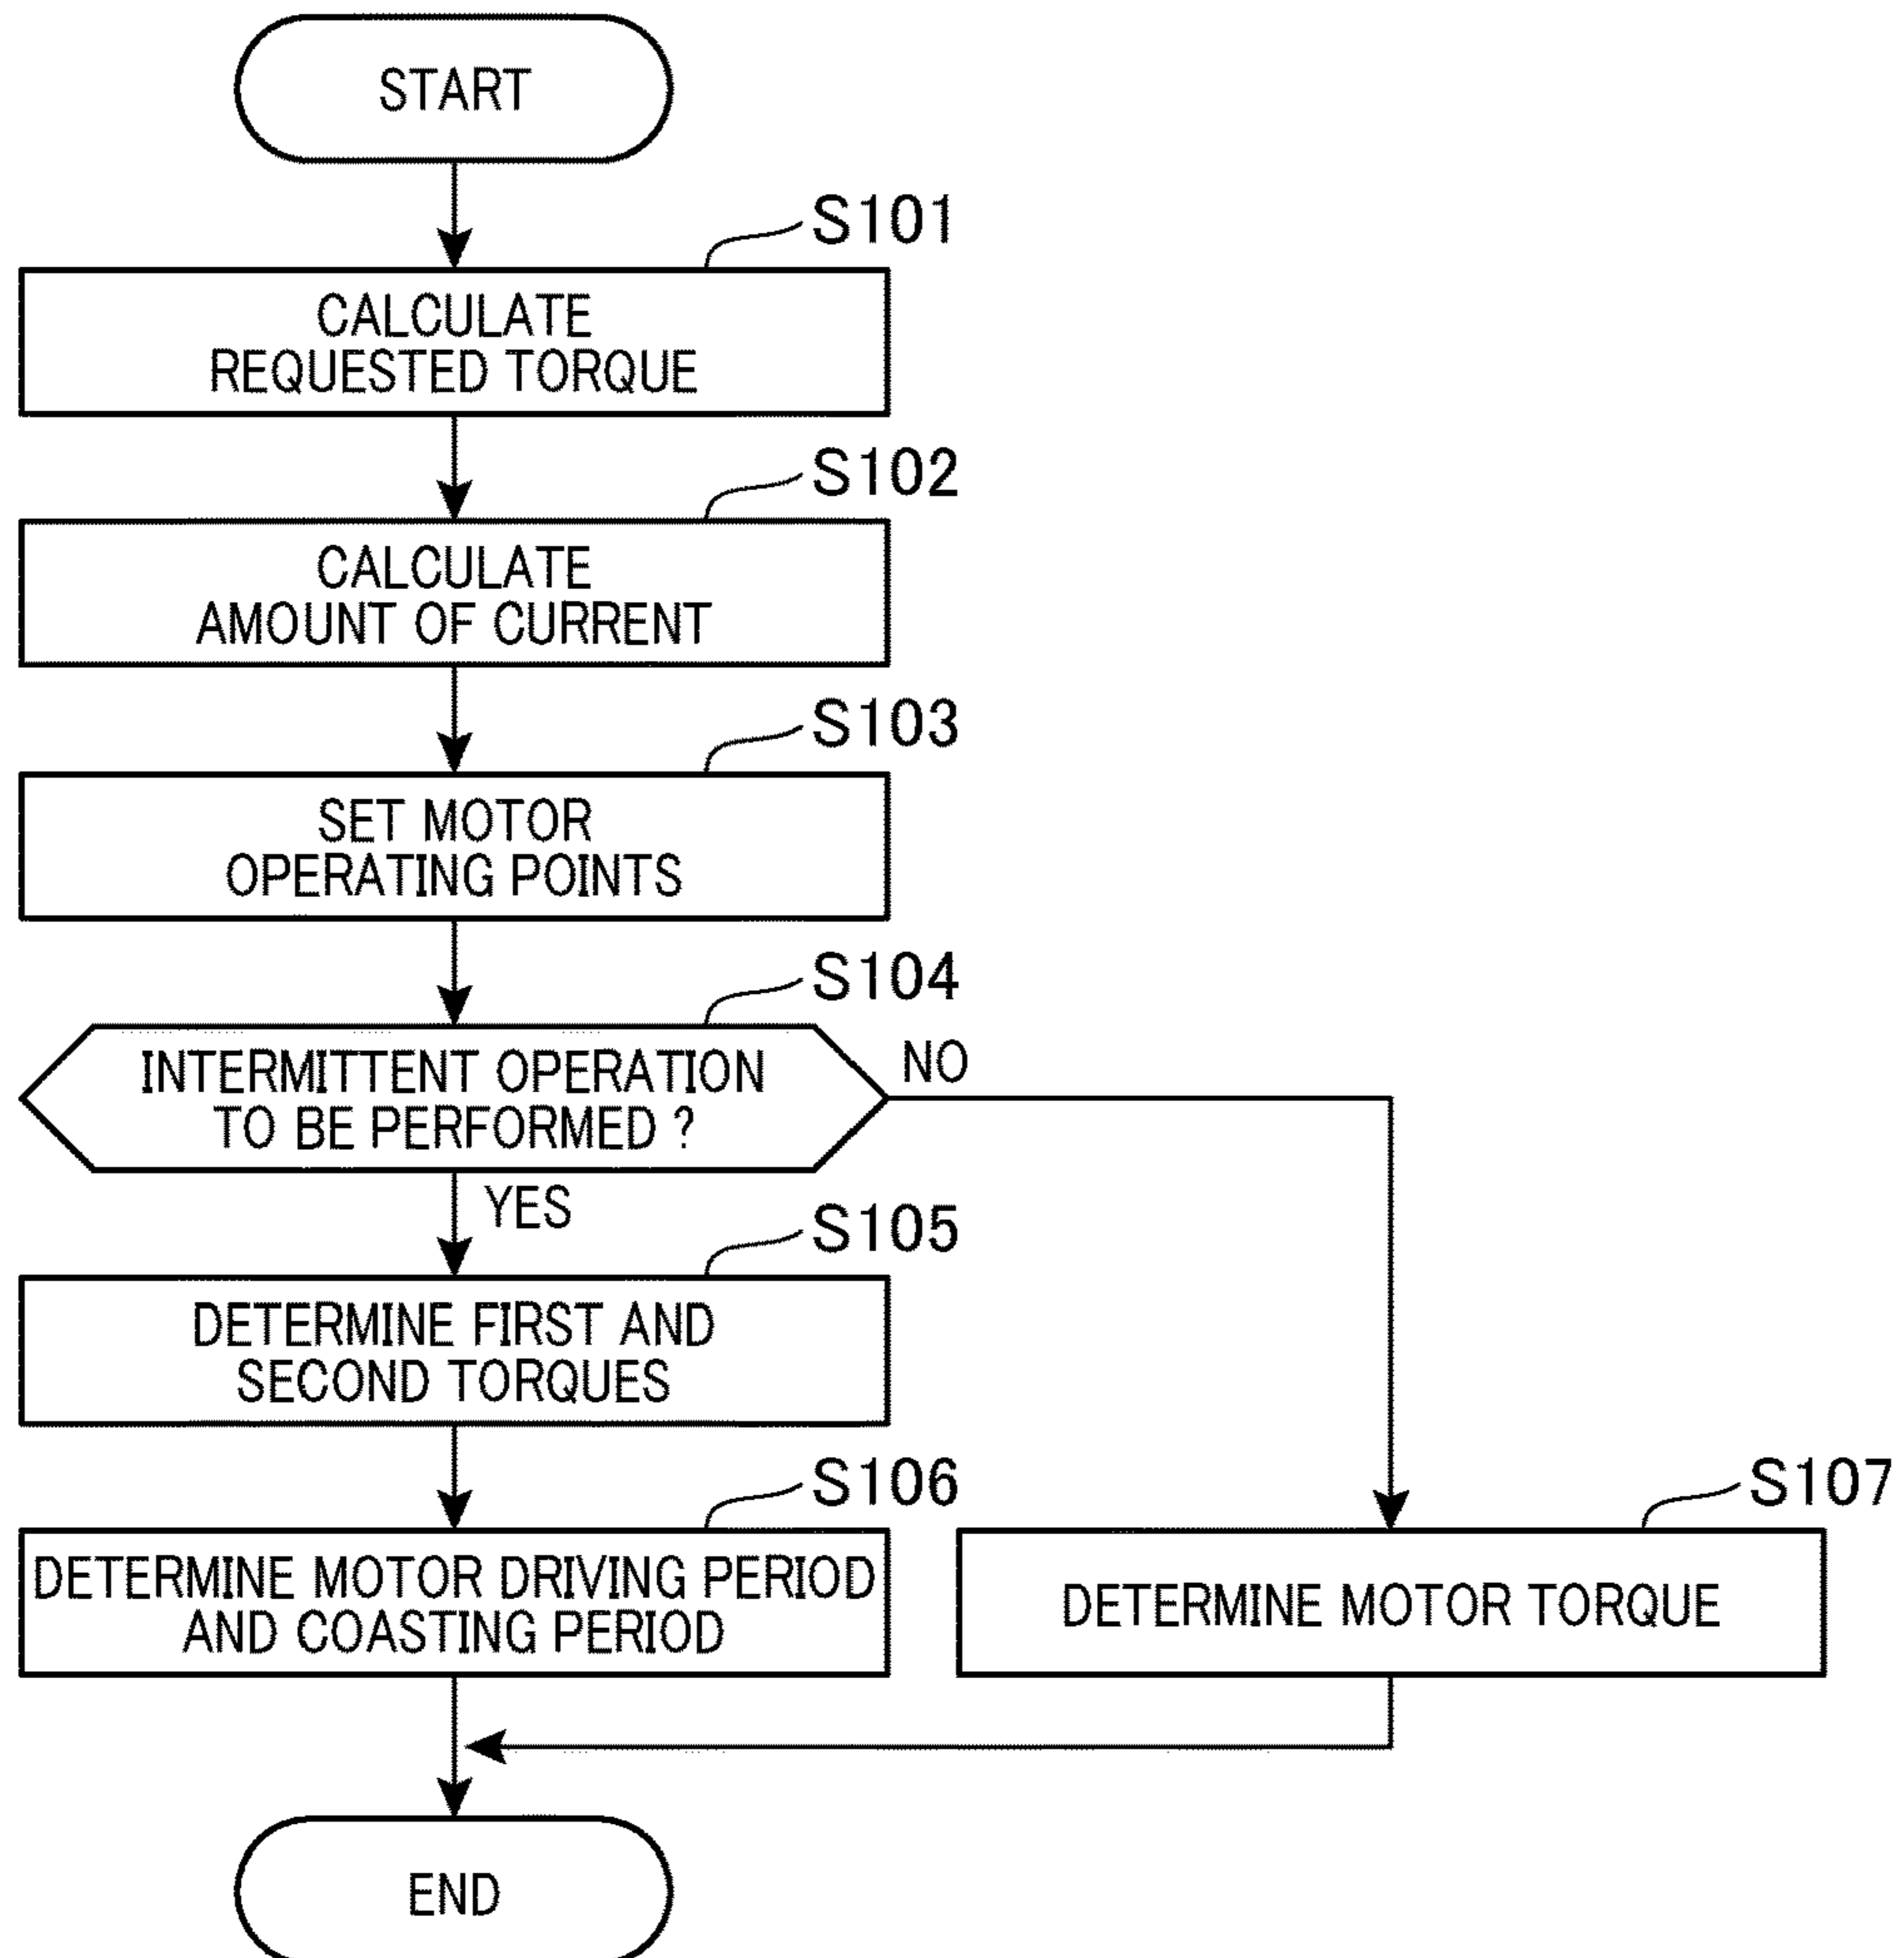 START
S101
CALCULATE
REQUESTED TORQUE
S102
CALCULATE
AMOUNT OF CURRENT
S103
SET MOTOR
OPERATING POINTS
S104
INTERMITTENT OPERATION
TO BE PERFORMED ?
NO
YES
S105
DETERMINE FIRST AND
SECOND TORQUES
S106
DETERMINE MOTOR DRIVING PERIOD
AND COASTING PERIOD
S107
DETERMINE MOTOR TORQUE
END